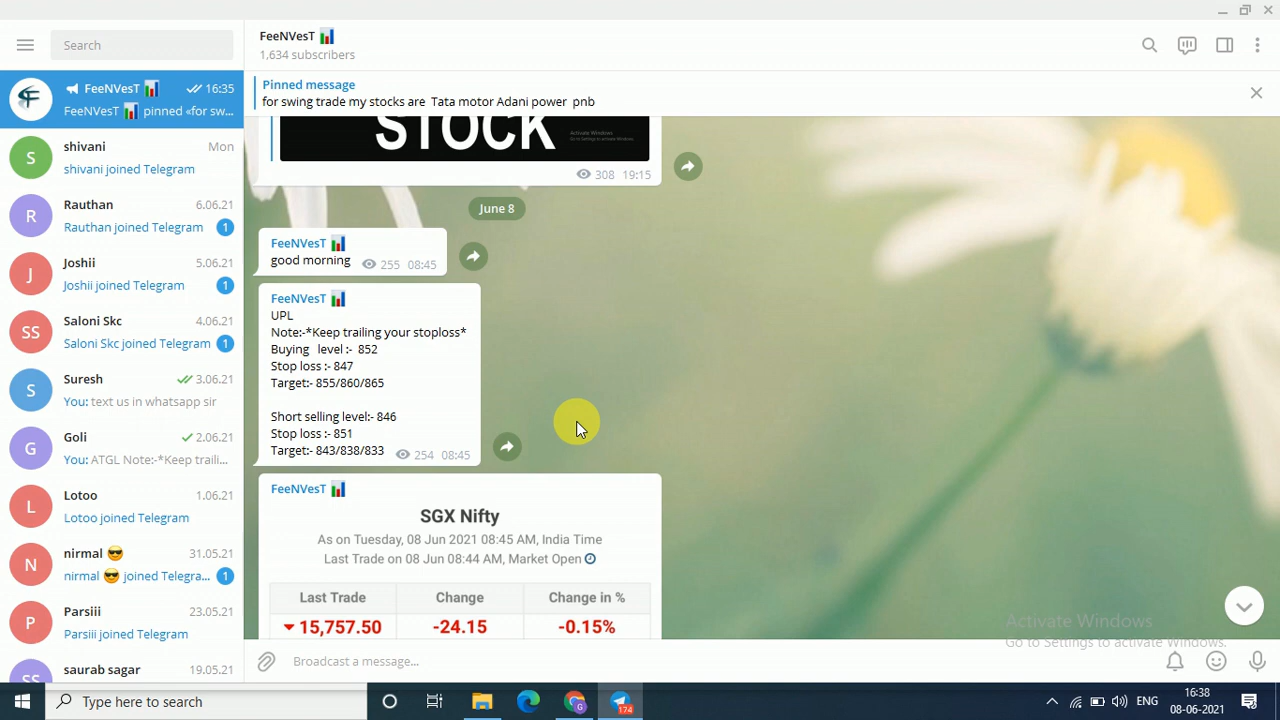 Search
FeeNVesT
16:35
FeeNVesT pinned «for sw...
shivani
Mon
shivani joined Telegram
Rauthan
6.06.21
Rauthan joined Telegram
1
Joshii
5.06.21
Joshii joined Telegram
1
Saloni Skc
4.06.21
Saloni Skc joined Telegram
1
Suresh
3.06.21
You: text us in whatsapp sir
Goli
2.06.21
You: ATGL Note:-*Keep traili...
Lotoo
1.06.21
Lotoo joined Telegram
nirmal 😎
31.05.21
nirmal 😎 joined Telegra...
1
Parsiii
23.05.21
Parsiii joined Telegram
saurab sagar
19.05.21
FeeNVesT
1,634 subscribers
Pinned message
for swing trade my stocks are Tata motor Adani power pnb
STOCK
Activate Windows
Go to Settings to activate Windows.
308 19:15
June 8
FeeNVesT
good morning
255 08:45
FeeNVesT
UPL
Note:-*Keep trailing your stoploss*
Buying level :- 852
Stop loss :- 847
Target:- 855/860/865
Short selling level:- 846
Stop loss :- 851
Target:- 843/838/833
254 08:45
FeeNVesT
SGX Nifty
As on Tuesday, 08 Jun 2021 08:45 AM, India Time
Last Trade on 08 Jun 08:44 AM, Market Open
Last Trade Change Change in %
15,757.50 -24.15 -0.15%
Activate Windows
Go to Settings to activate Windows.
Broadcast a message...
Type here to search
174
ENG
16:38
08-06-2021
S
R
J
SS
S
G
L
N
P